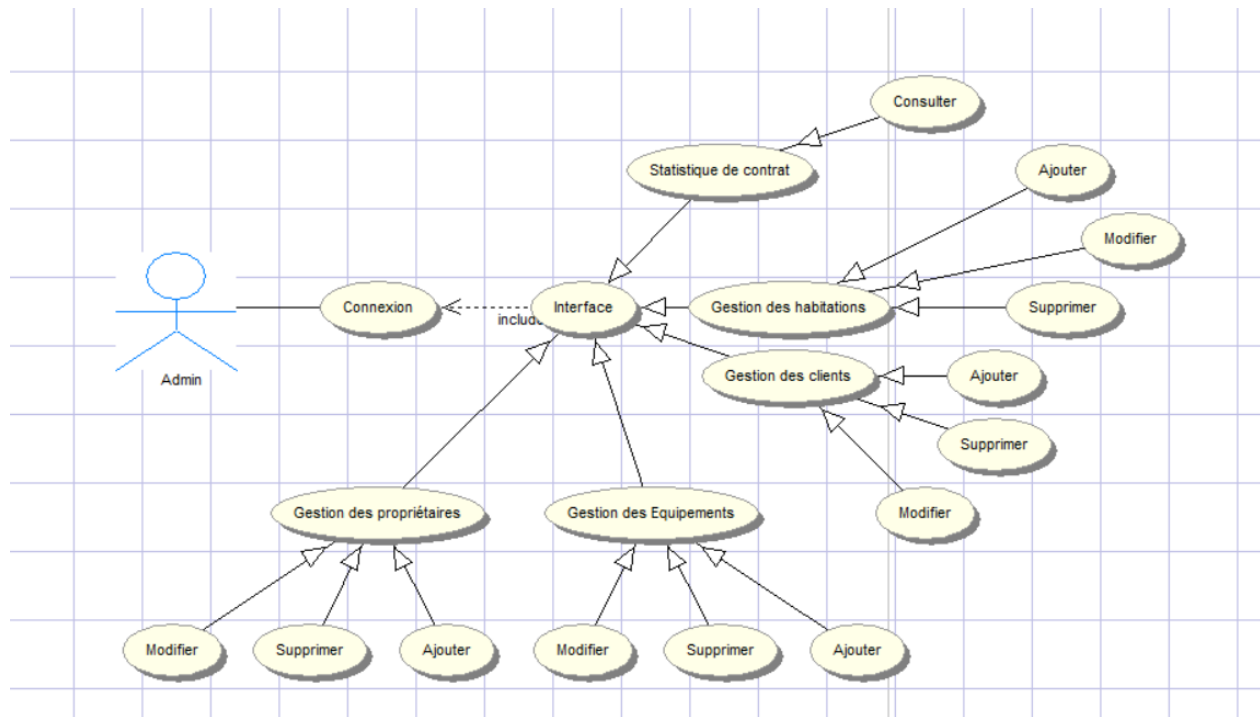 Consulter
Statistique de contrat
Ajouter
Modifier
Connexion
include
Interface
Gestion des habitations
Supprimer
Admin
Gestion des clients
Ajouter
Supprimer
Gestion des propriétaires
Gestion des Equipements
Modifier
Modifier
Supprimer
Ajouter
Modifier
Supprimer
Ajouter